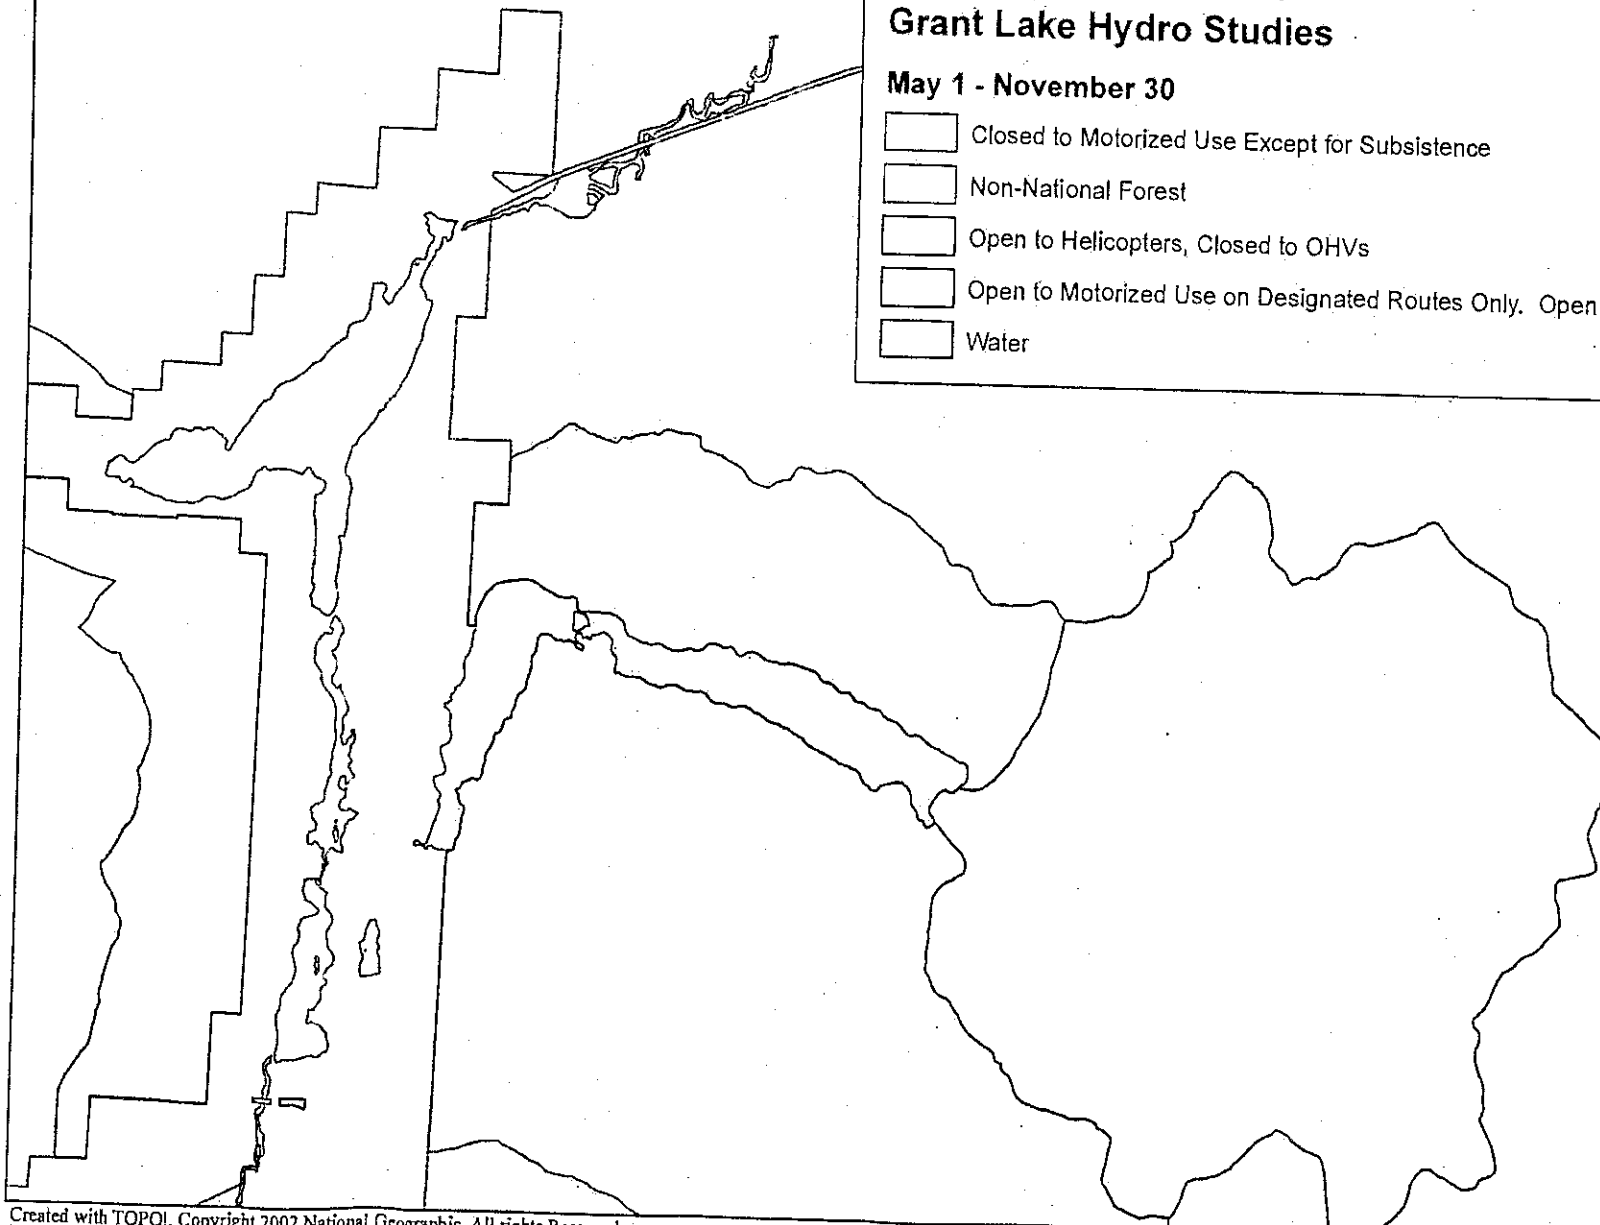 Grant Lake Hydro Studies
May 1 - November 30
Closed to Motorized Use Except for Subsistence
Non-National Forest
Open to Helicopters, Closed to OHVs
Open to Motorized Use on Designated Routes Only. Open
Water
Created with TOPO!. Copyright 2002 National Geographic. All rights